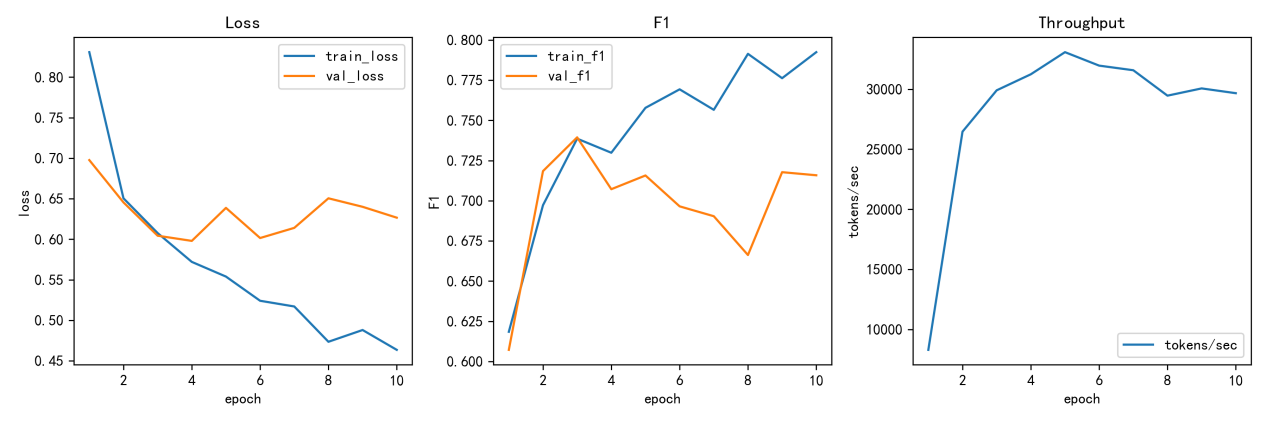 Loss
train_loss
val_loss
0.80
0.75
0.70
0.65
0.60
0.55
0.50
0.45
loss
2 4 6 8 10
epoch
F1
train_f1
val_f1
0.800
0.775
0.750
0.725
0.700
0.675
0.650
0.625
0.600
F1
2 4 6 8 10
epoch
Throughput
30000
25000
20000
15000
10000
tokens/sec
tokens/sec
2 4 6 8 10
epoch